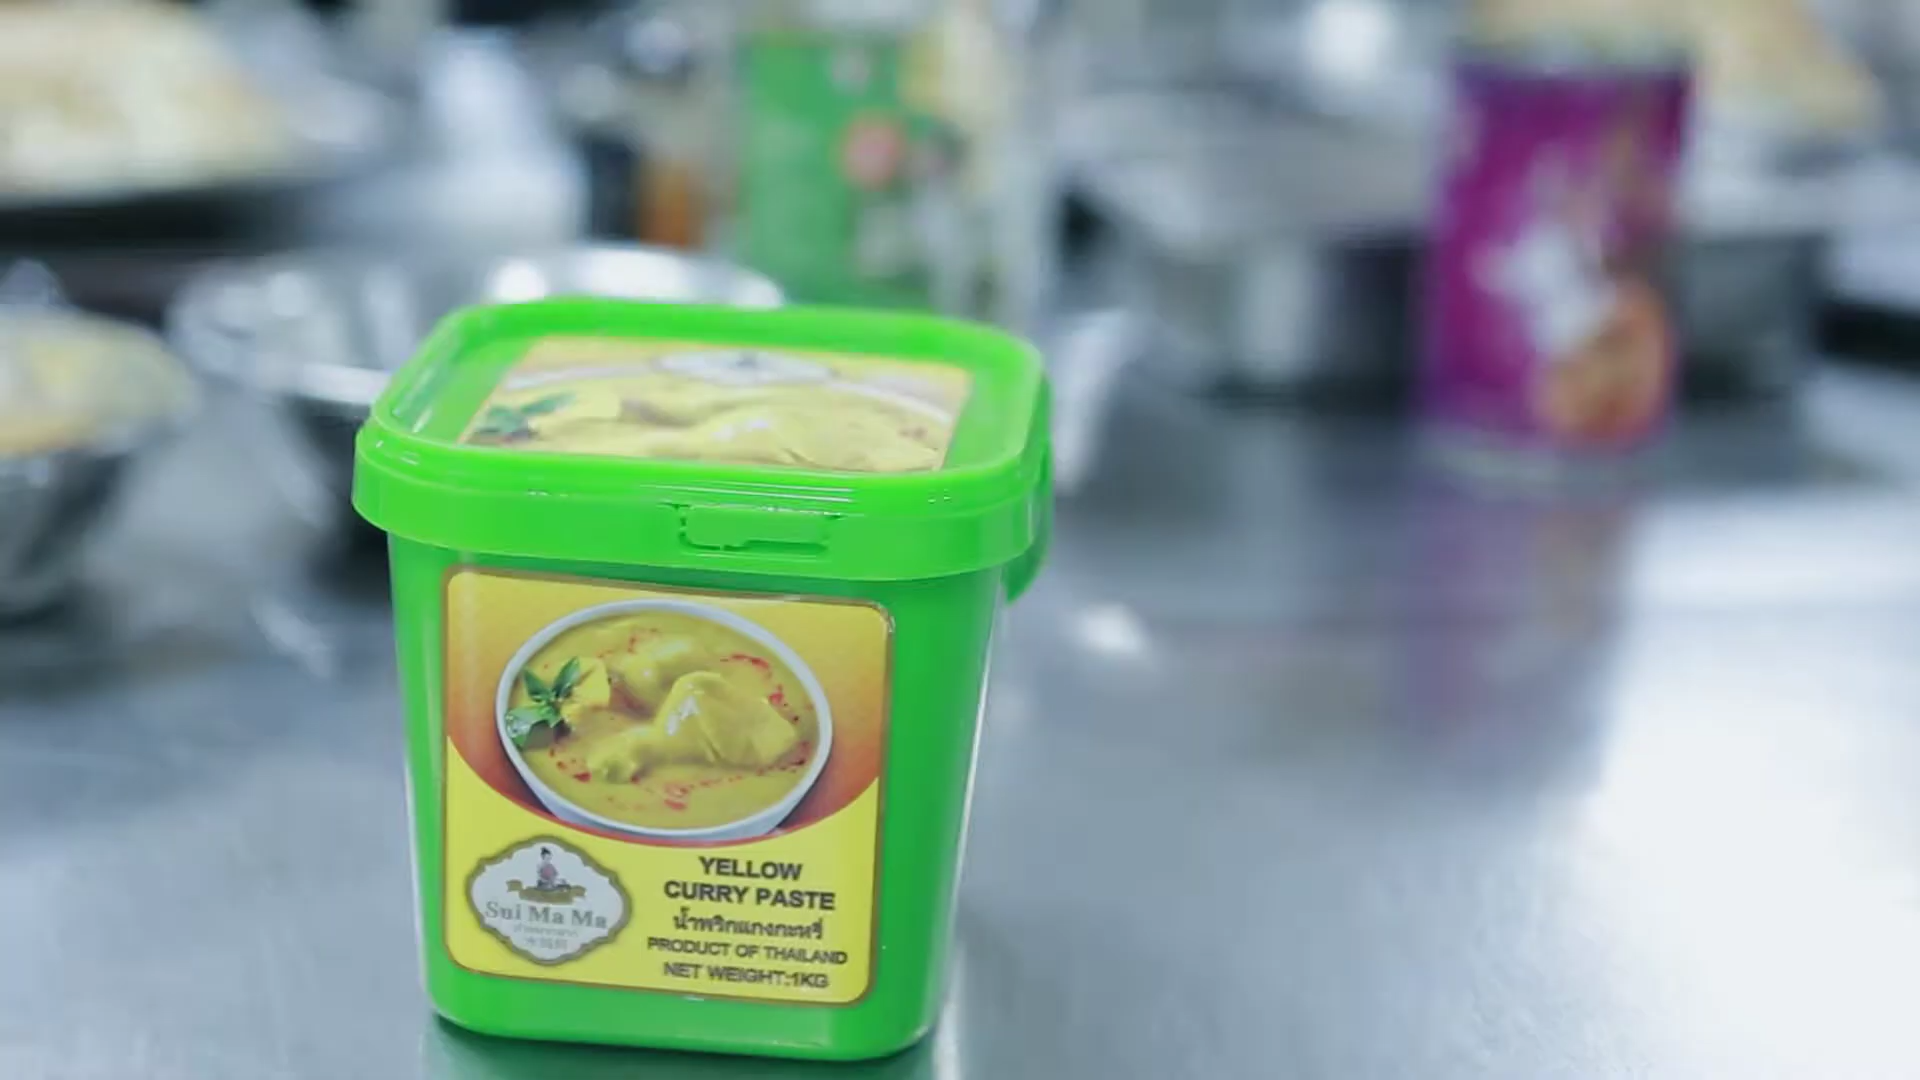 Sui Ma Ma
YELLOW
CURRY PASTE
น้ำพริกแกงกะหรี่
PRODUCT OF THAILAND
NET WEIGHT:1KG